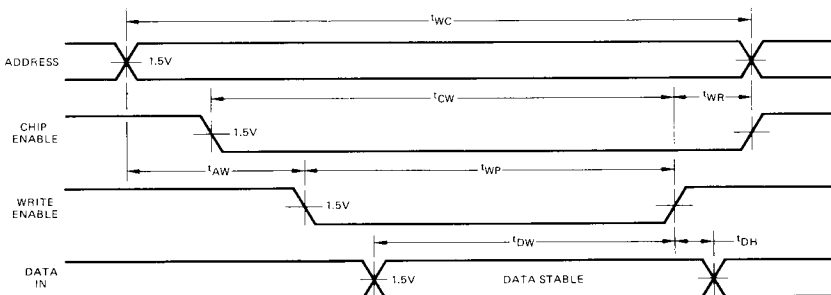 tWC
ADDRESS
1.5V
tCW
tWR
CHIP
ENABLE
1.5V
tAW
tWP
WRITE
ENABLE
1.5V
tDW
tDH
DATA
IN
1.5V
DATA STABLE